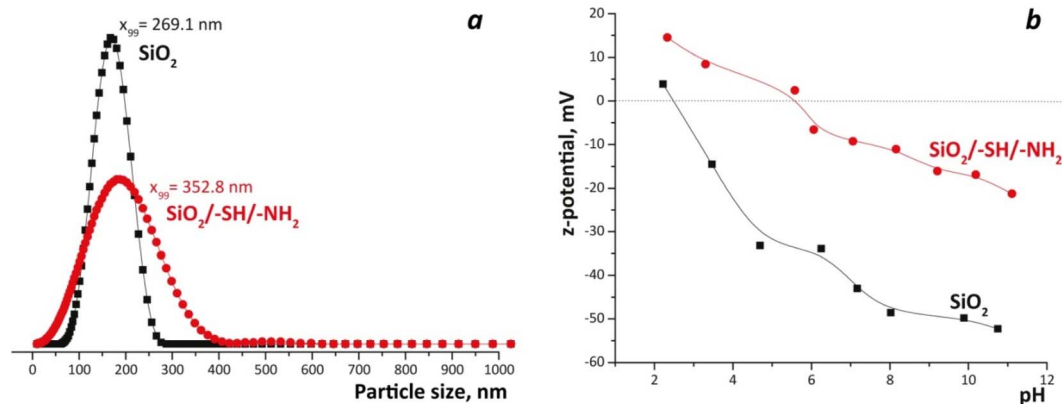 a
x99= 269.1 nm
SiO2
x99= 352.8 nm
SiO2/-SH/-NH2
0 100 200 300 400 500 600 700 800 900 1000
Particle size, nm
b
z-potential, mV
20
10
0
-10
-20
-30
-40
-50
-60
SiO2/-SH/-NH2
SiO2
2 4 6 8 10 12
pH